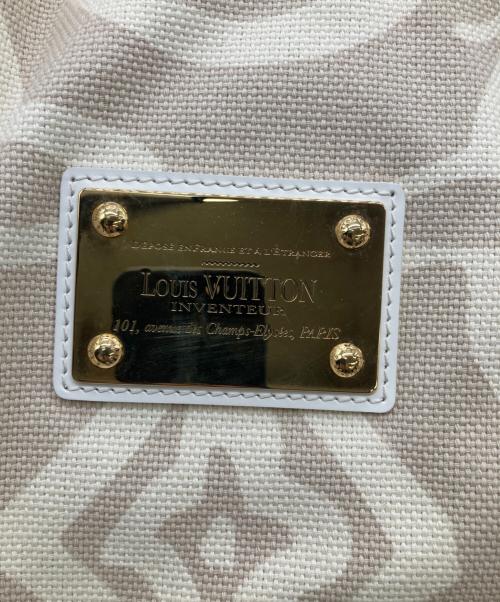 DÉPOSÉ EN FRANCE ET À L'ÉTRANGER
LOUIS VUITTON
INVENTEUR
101, avenue des Champs-Elysées, PARIS